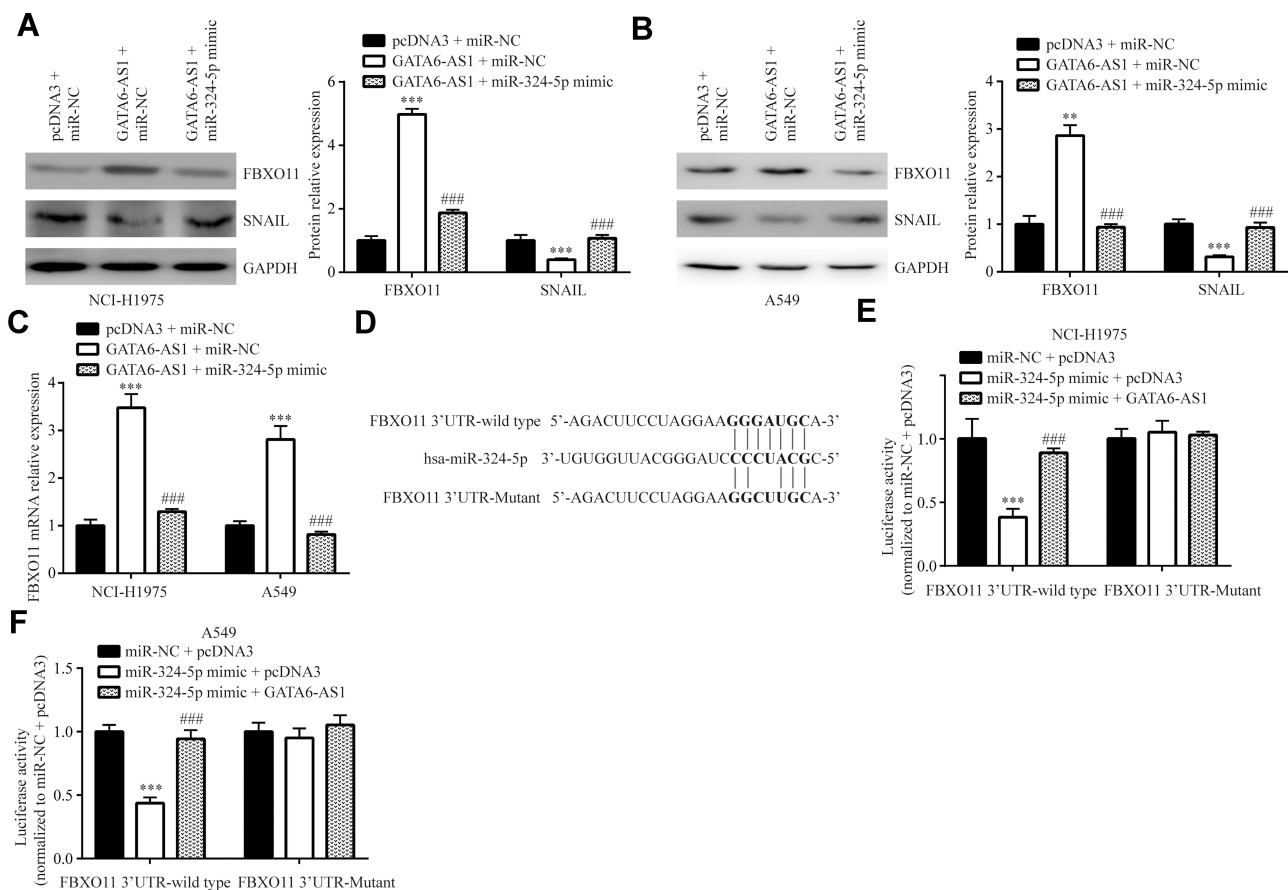 A
pcDNA3 +
miR-NC
GATA6-AS1 +
miR-NC
GATA6-AS1 +
miR-324-5p mimic
FBXO11
SNAIL
GAPDH
NCI-H1975
pcDNA3 + miR-NC
GATA6-AS1 + miR-NC
GATA6-AS1 + miR-324-5p mimic
Protein relative expression
6
4
2
0
***
###
***
###
FBXO11
SNAIL
B
pcDNA3 +
miR-NC
GATA6-AS1 +
miR-NC
GATA6-AS1 +
miR-324-5p mimic
FBXO11
SNAIL
GAPDH
A549
pcDNA3 + miR-NC
GATA6-AS1 + miR-NC
GATA6-AS1 + miR-324-5p mimic
Protein relative expression
4
3
2
1
0
**
###
***
###
FBXO11
SNAIL
C
pcDNA3 + miR-NC
GATA6-AS1 + miR-NC
GATA6-AS1 + miR-324-5p mimic
FBXO11 mRNA relative expression
4
3
2
1
0
***
###
***
###
NCI-H1975
A549
D
FBXO11 3’UTR-wild type 5’-AGACUUCCUAGGAAGGGAUGCA-3’
hsa-miR-324-5p 3’-UGUGGUUACGGGAUCCCCUACGC-5’
FBXO11 3’UTR-Mutant 5’-AGACUUCCUAGGAAGGCUUGCA-3’
E
NCI-H1975
miR-NC + pcDNA3
miR-324-5p mimic + pcDNA3
miR-324-5p mimic + GATA6-AS1
Luciferase activity
(normalized to miR-NC + pcDNA3)
1.5
1.0
0.5
0.0
***
###
FBXO11 3’UTR-wild type
FBXO11 3’UTR-Mutant
F
A549
miR-NC + pcDNA3
miR-324-5p mimic + pcDNA3
miR-324-5p mimic + GATA6-AS1
Luciferase activity
(normalized to miR-NC + pcDNA3)
1.5
1.0
0.5
0.0
***
###
FBXO11 3’UTR-wild type
FBXO11 3’UTR-Mutant